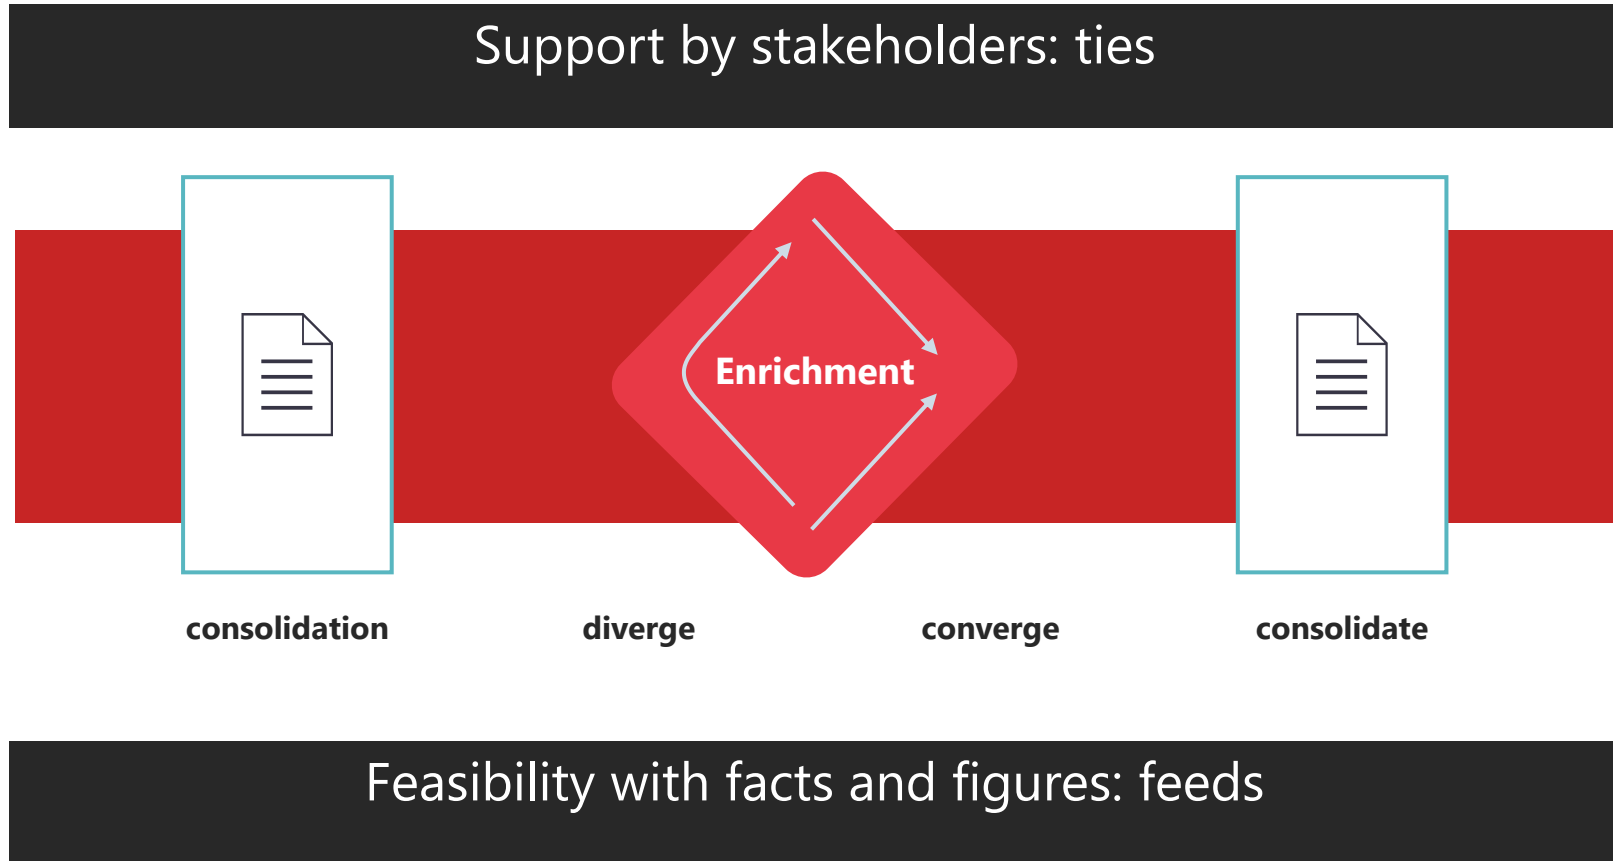 Support by stakeholders: ties
Enrichment
consolidation
diverge
converge
consolidate
Feasibility with facts and figures: feeds